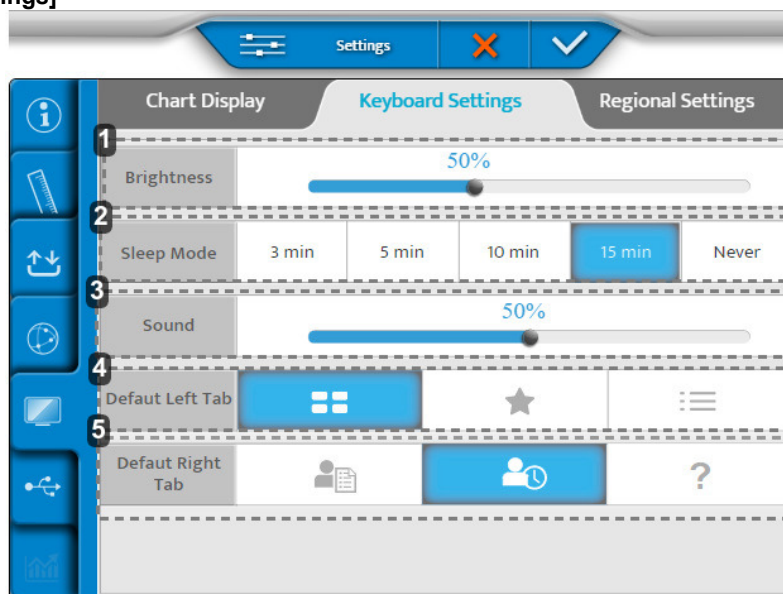 ings]
Settings
Chart Display Keyboard Settings Regional Settings
1
50%
Brightness
2
Sleep Mode 3 min 5 min 10 min 15 min Never
3
50%
Sound
4
Defaut Left Tab
5
Defaut Right
Tab
?